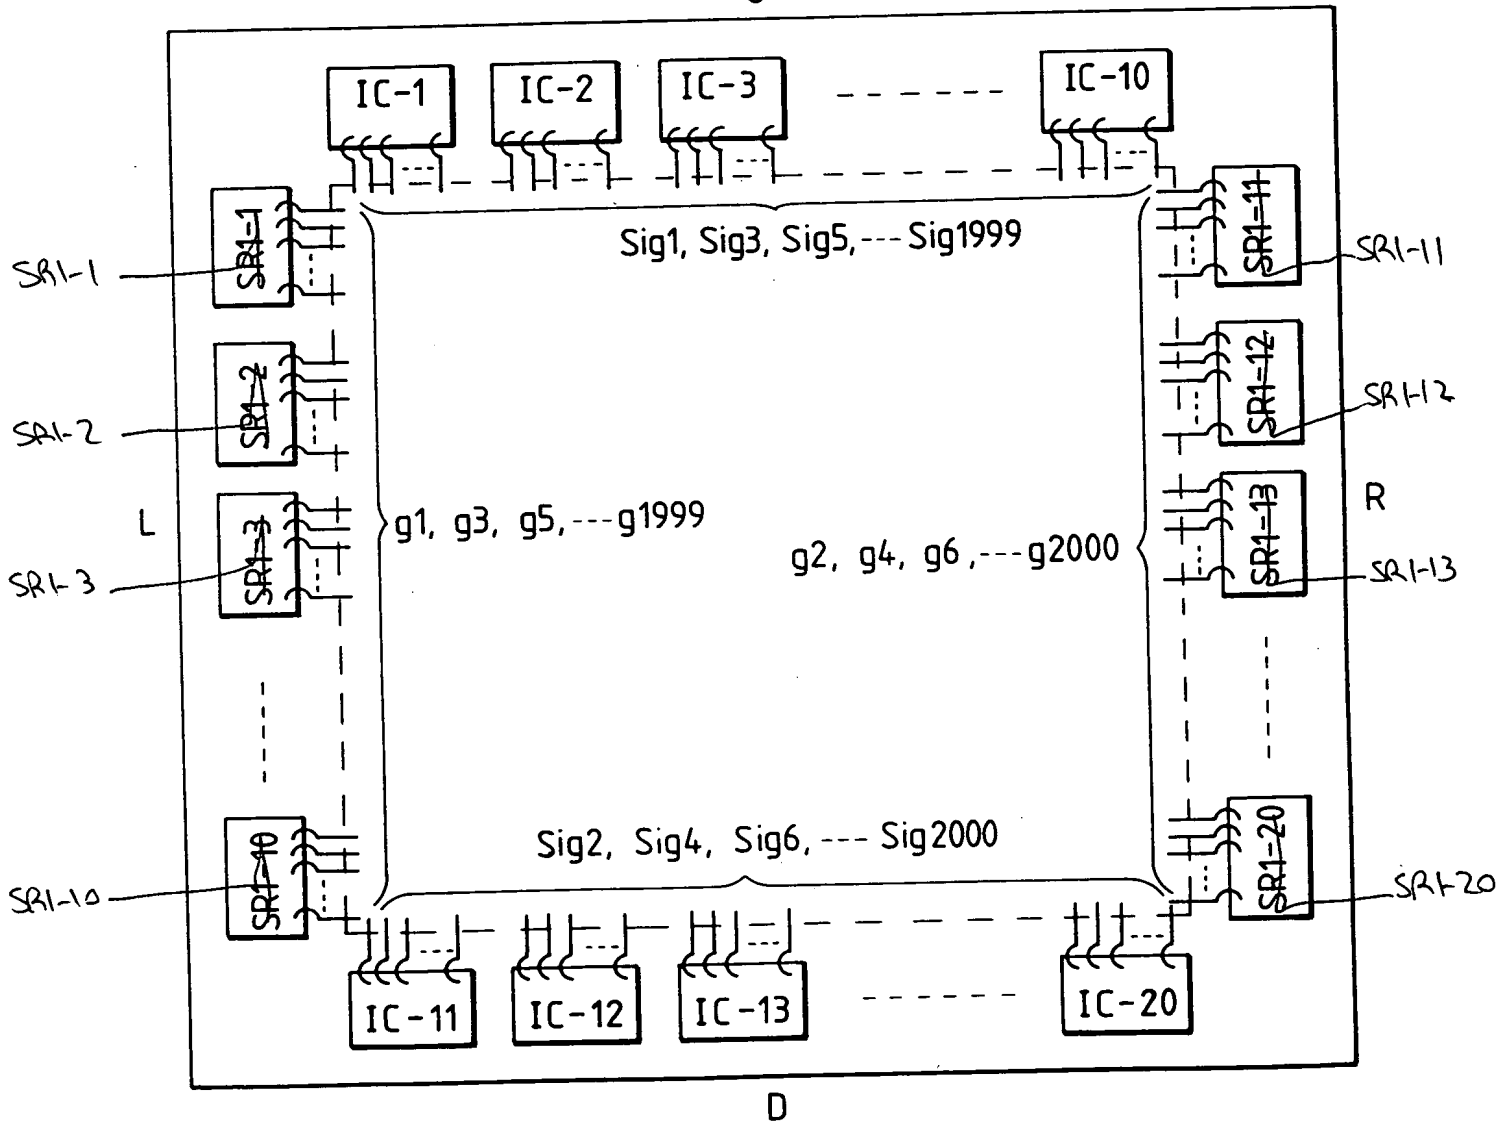 IC-1 IC-2 IC-3 IC-10
Sig1, Sig3, Sig5,--- Sig1999
SR1-1
SR1-1
SR1-11
SR1-11
SR1-2
SR1-2
SR1-12
SR1-12
L
SR1-3
SR1-3
g1, g3, g5,---g1999
g2, g4, g6,---g2000
R
SR1-13
SR1-13
SR1-10
SR1-10
Sig2, Sig4, Sig6, --- Sig2000
SR1-20
SR1-20
IC-11 IC-12 IC-13 IC-20
D